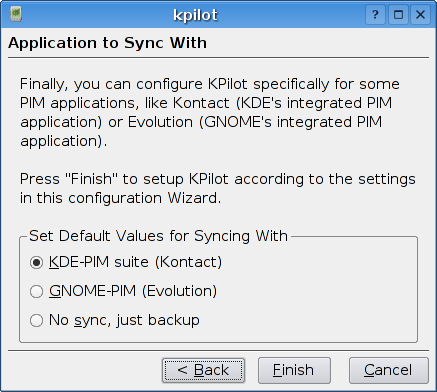 kpilot
Application to Sync With
Finally, you can configure KPilot specifically for some
PIM applications, like Kontact (KDE's integrated PIM
application) or Evolution (GNOME's integrated PIM
application).
Press "Finish" to setup KPilot according to the settings
in this configuration Wizard.
Set Default Values for Syncing With
KDE-PIM suite (Kontact)
GNOME-PIM (Evolution)
No sync, just backup
< Back Finish Cancel